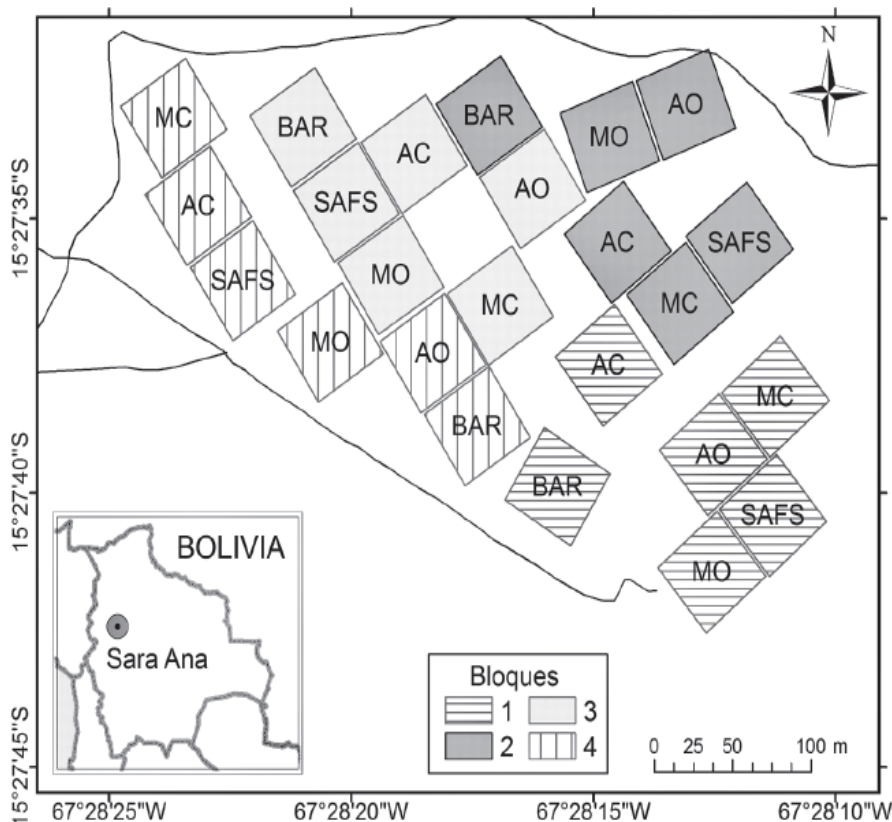 N
MC
BAR
BAR
MO
AO
AC
AC
SAFS
AO
AC
SAFS
SAFS
MO
MC
MC
MO
AO
AC
MC
BAR
AO
BAR
SAFS
MO
15°27'35"S
15°27'40"S
15°27'45"S
BOLIVIA
Sara Ana
Bloques
1
3
2
4
0 25 50 100 m
67°28'25"W 67°28'20"W 67°28'15"W 67°28'10"W